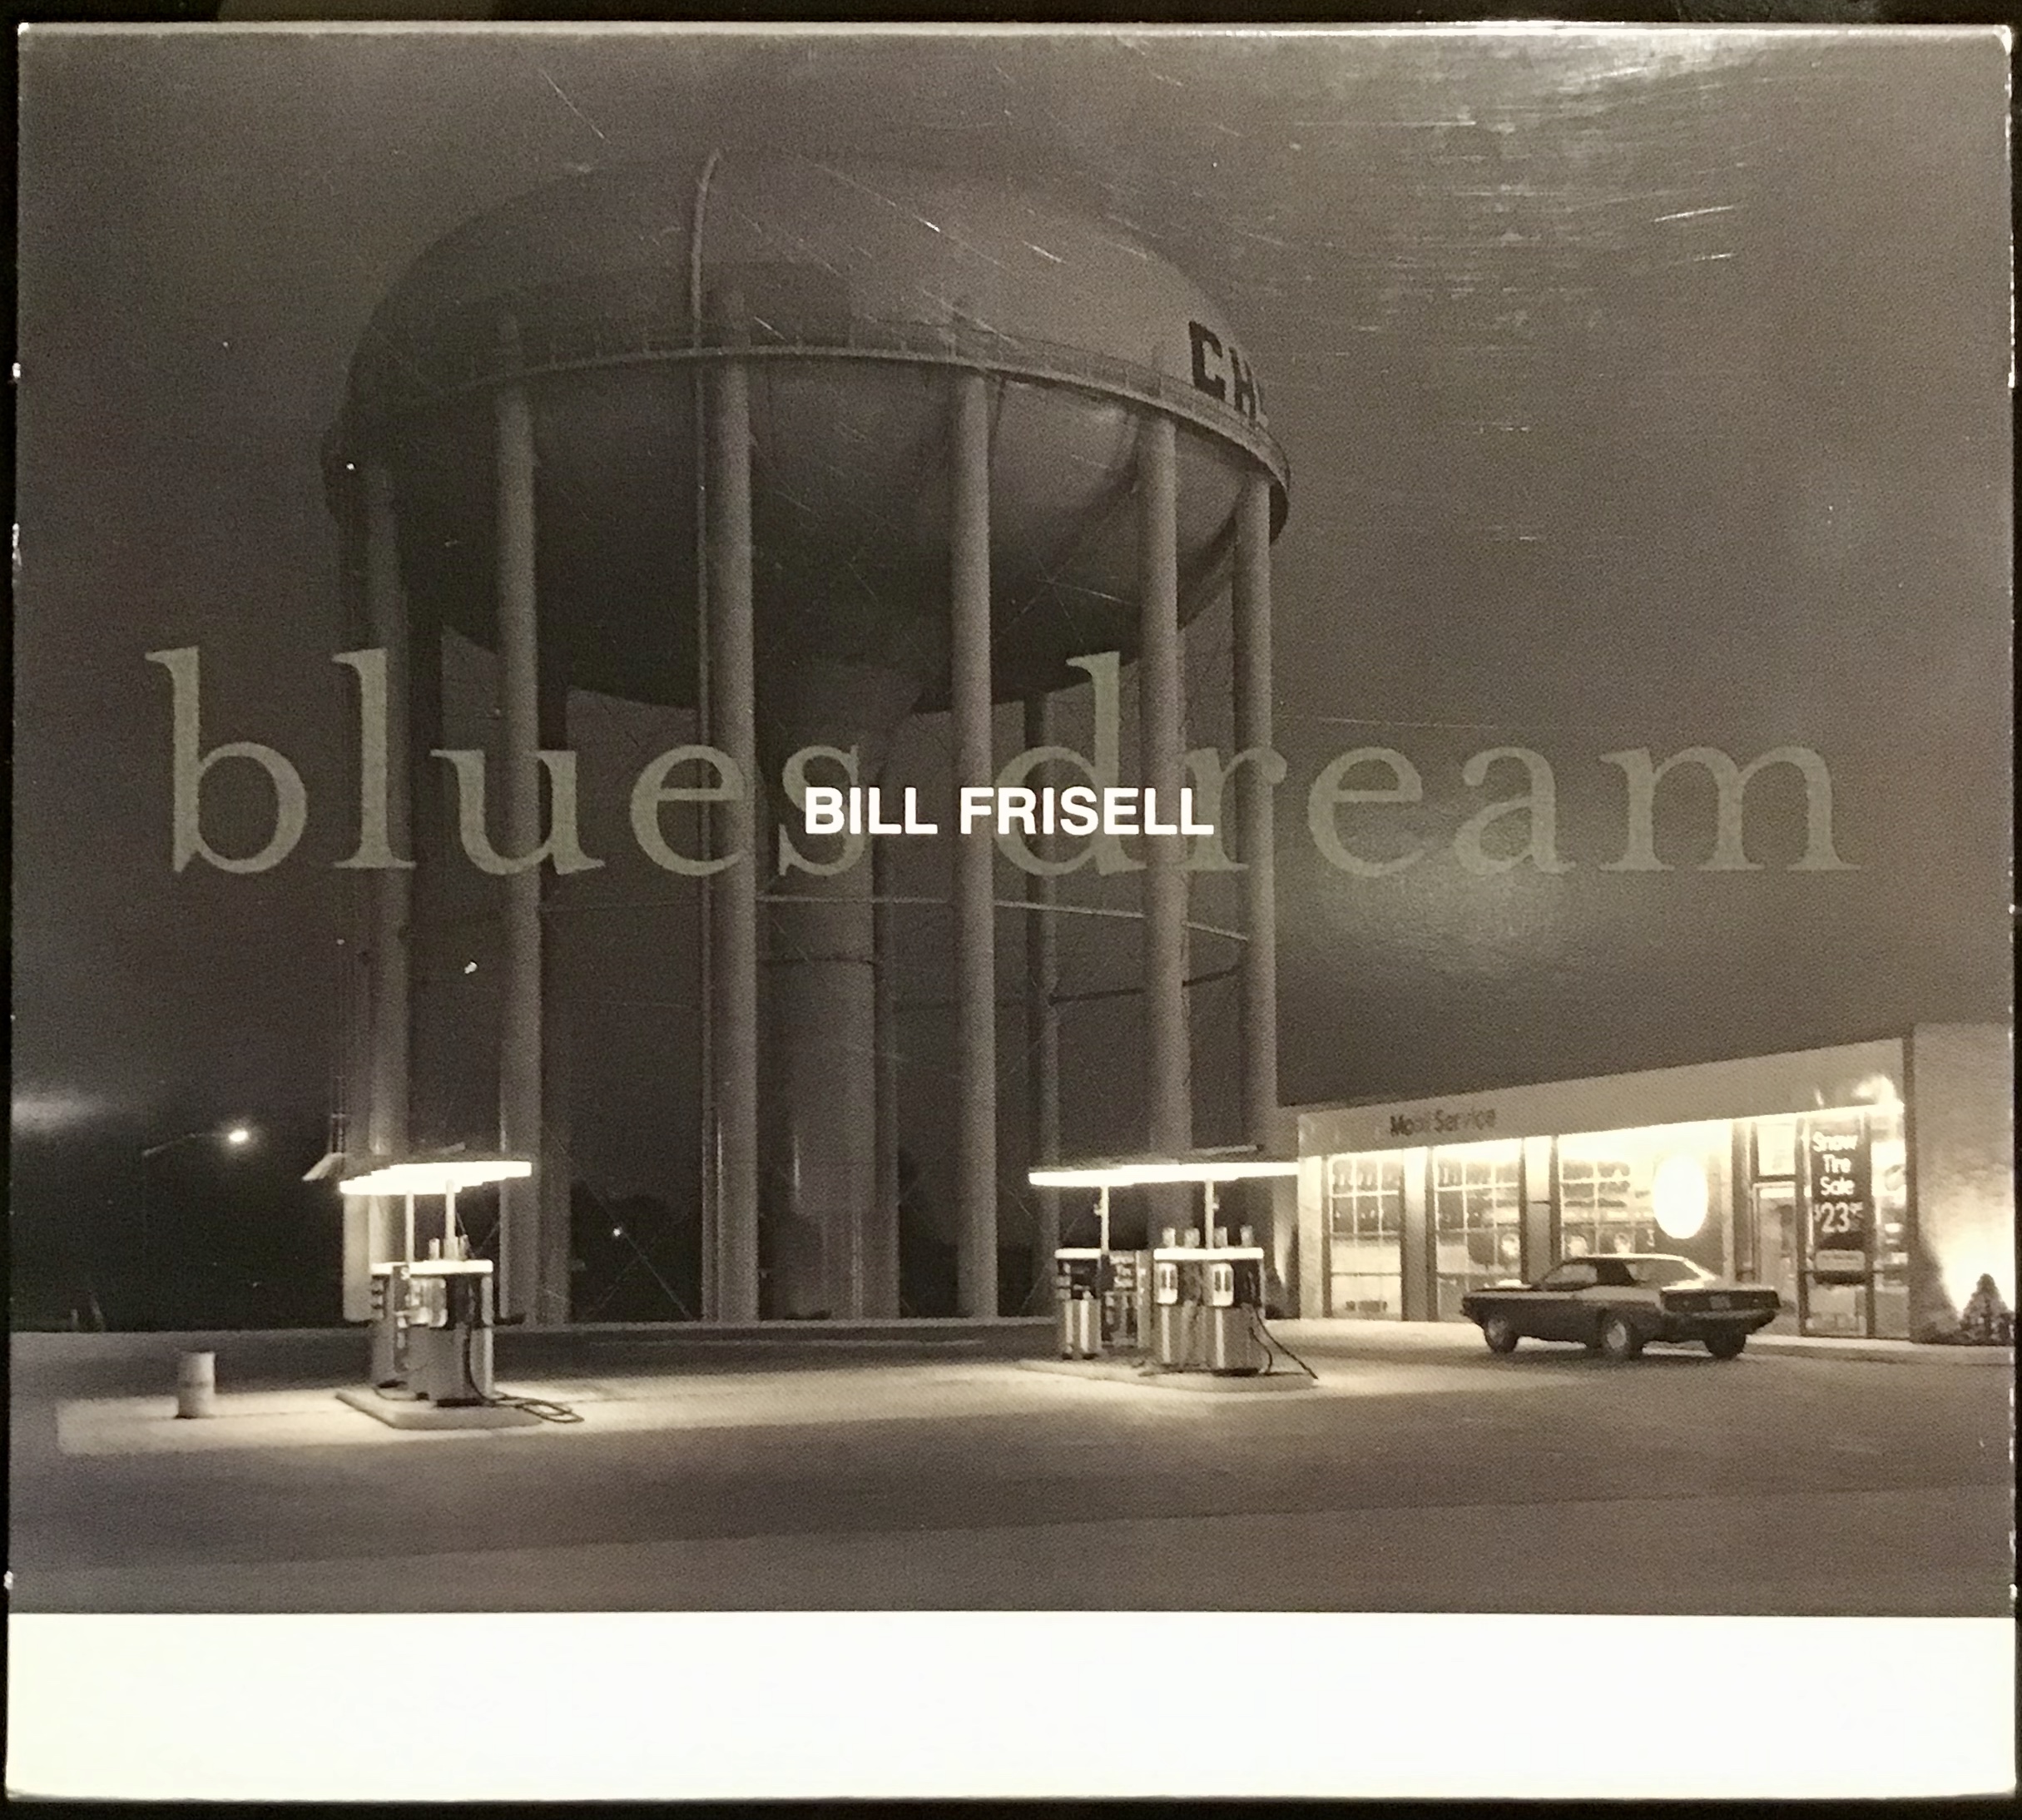 CH
blues dream
BILL FRISELL
Mobil Service
Snow
Tire
Sale
$23